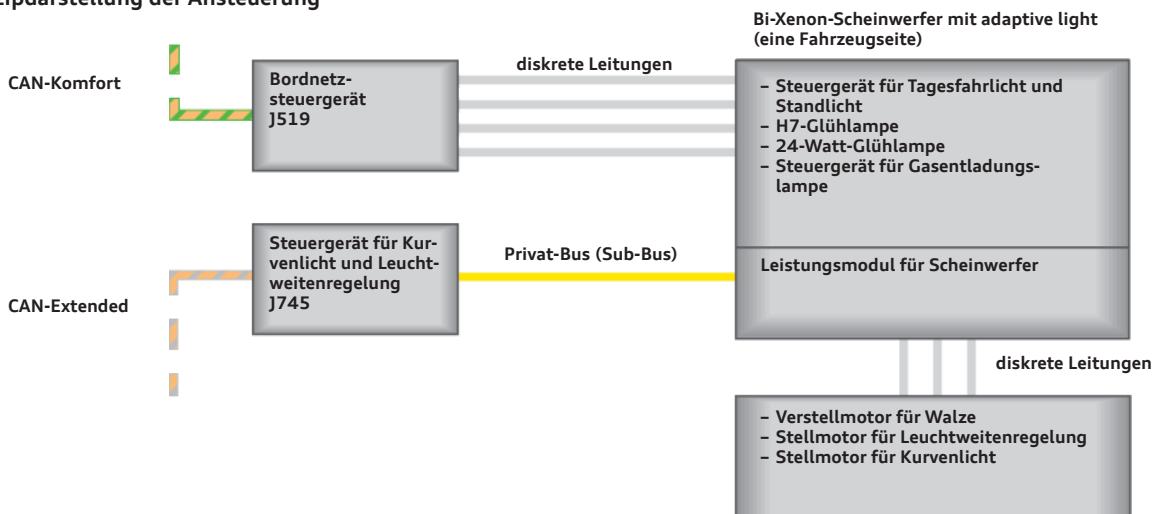 Bi-Xenon-Scheinwerfer mit adaptive light
(eine Fahrzeugseite)
CAN-Komfort
Bordnetz-
steuergerät
J519
diskrete Leitungen
– Steuergerät für Tagesfahrlicht und
Standlicht
– H7-Glühlampe
– 24-Watt-Glühlampe
– Steuergerät für Gasentladungs-
lampe
CAN-Extended
Steuergerät für Kur-
venlicht und Leucht-
weitenregelung
J745
Privat-Bus (Sub-Bus)
Leistungsmodul für Scheinwerfer
diskrete Leitungen
– Verstellmotor für Walze
– Stellmotor für Leuchtweitenregelung
– Stellmotor für Kurvenlicht